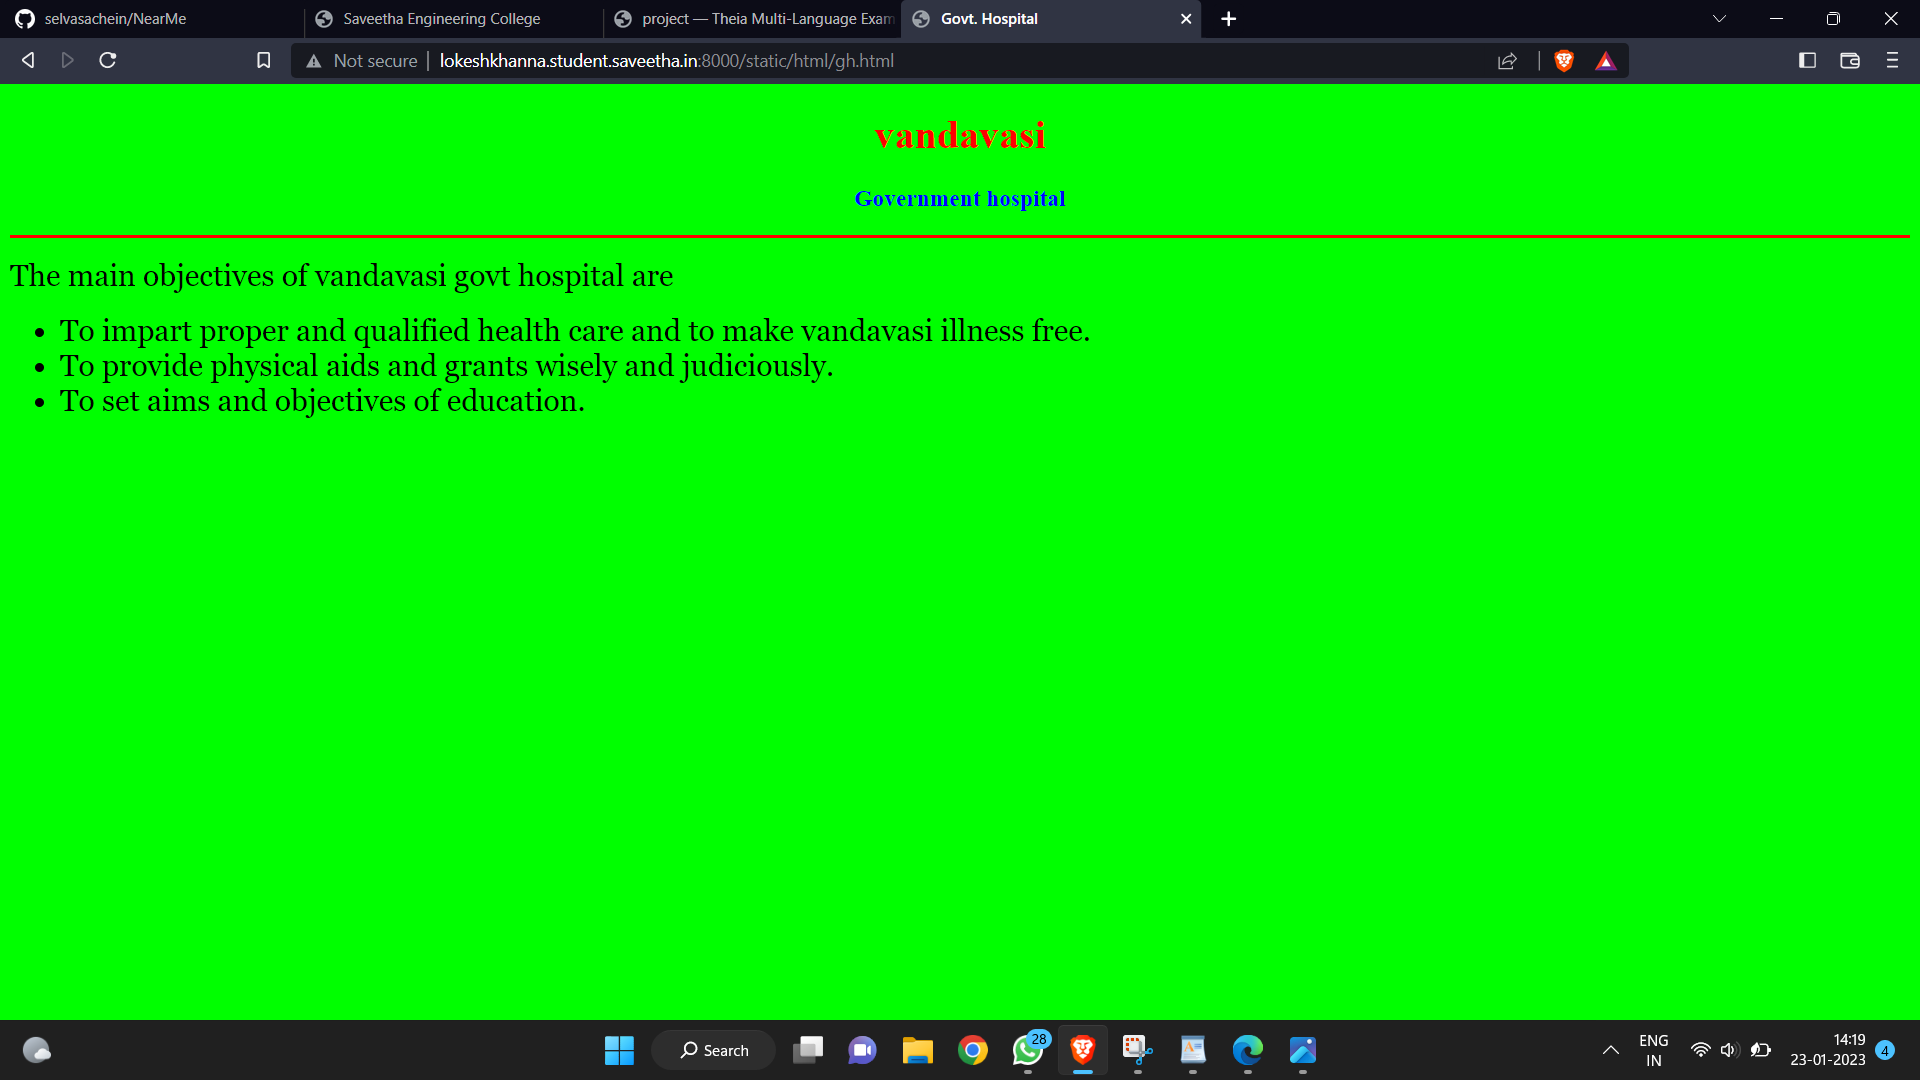 selvasachein/NearMe
Saveetha Engineering College
project — Theia Multi-Language Exam
Govt. Hospital
Not secure
lokeshkhanna.student.saveetha.in:8000/static/html/gh.html
vandavasi
Government hospital
The main objectives of vandavasi govt hospital are
• To impart proper and qualified health care and to make vandavasi illness free.
• To provide physical aids and grants wisely and judiciously.
• To set aims and objectives of education.
Search
28
ENG
IN
14:19
23-01-2023
4